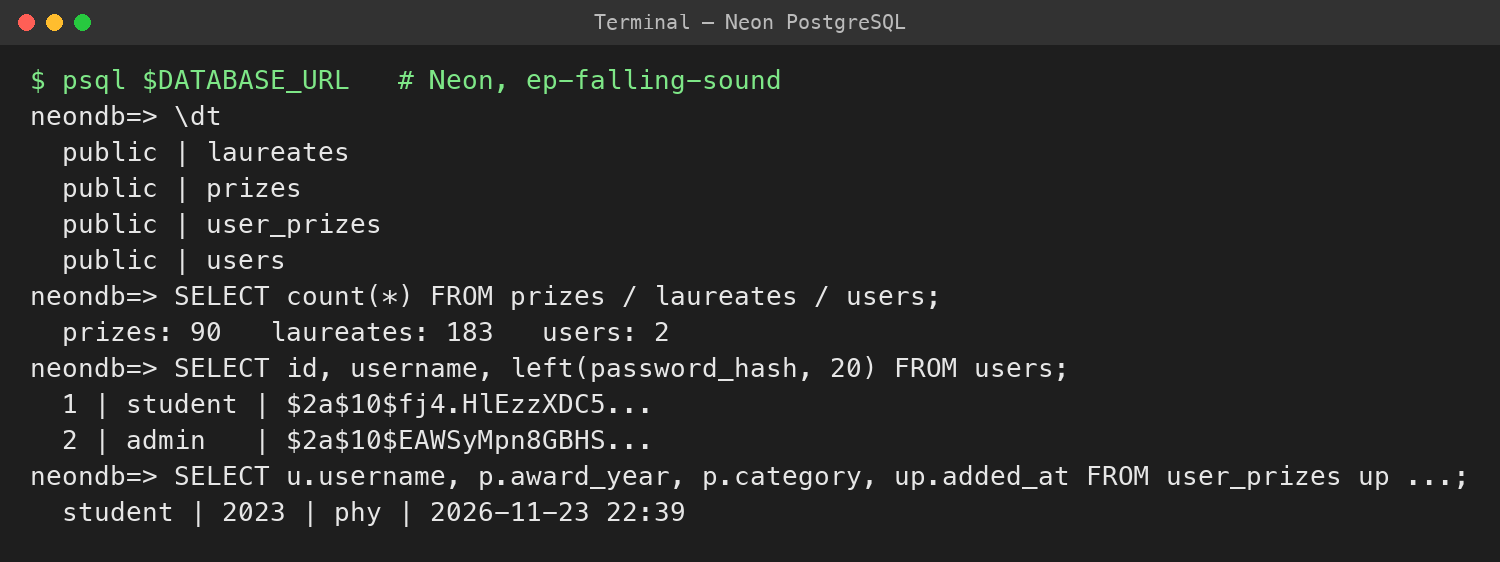 Terminal — Neon PostgreSQL
$ psql $DATABASE_URL   # Neon, ep-falling-sound
neondb=> \dt
  public | laureates
  public | prizes
  public | user_prizes
  public | users
neondb=> SELECT count(*) FROM prizes / laureates / users;
  prizes: 90   laureates: 183   users: 2
neondb=> SELECT id, username, left(password_hash, 20) FROM users;
  1 | student | $2a$10$fj4.HlEzzXDC5...
  2 | admin   | $2a$10$EAWSyMpn8GBHS...
neondb=> SELECT u.username, p.award_year, p.category, up.added_at FROM user_prizes up ...;
  student | 2023 | phy | 2026-11-23 22:39